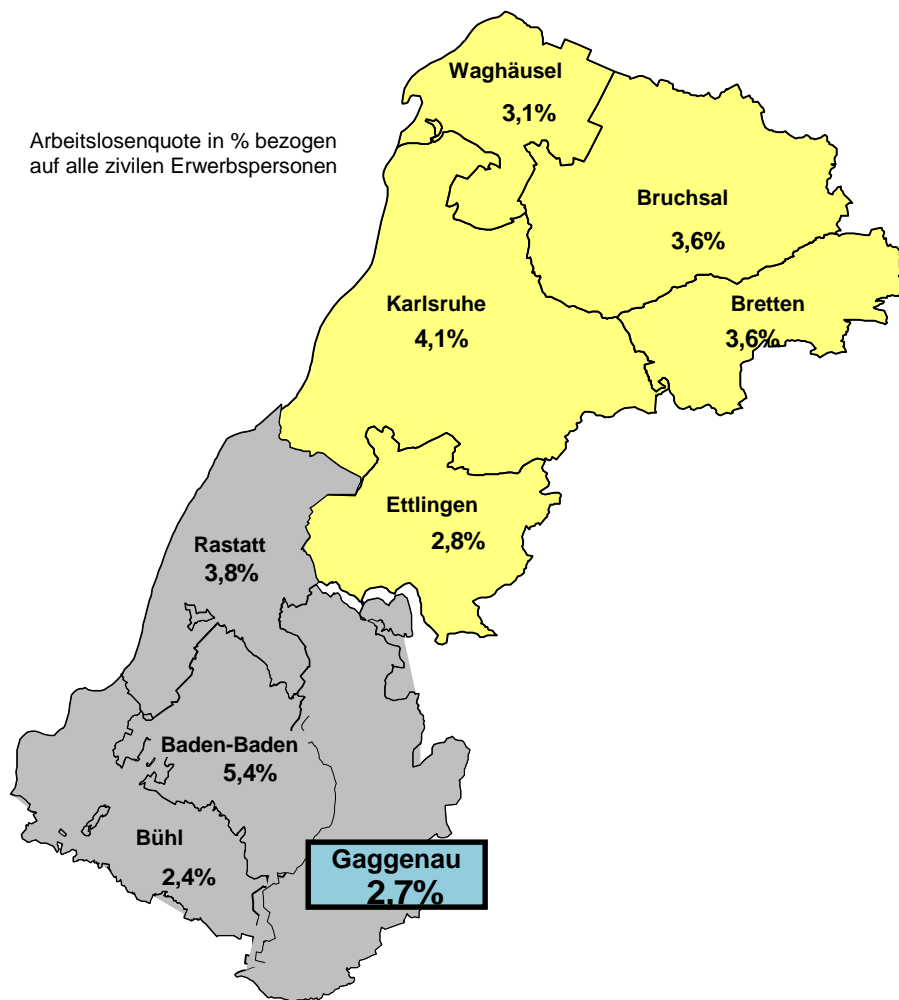 Waghäusel
3,1%
Arbeitslosenquote in % bezogen
auf alle zivilen Erwerbspersonen
Bruchsal
3,6%
Karlsruhe
4,1%
Bretten
3,6%
Ettlingen
2,8%
Rastatt
3,8%
Baden-Baden
5,4%
Bühl
2,4%
Gaggenau
2,7%